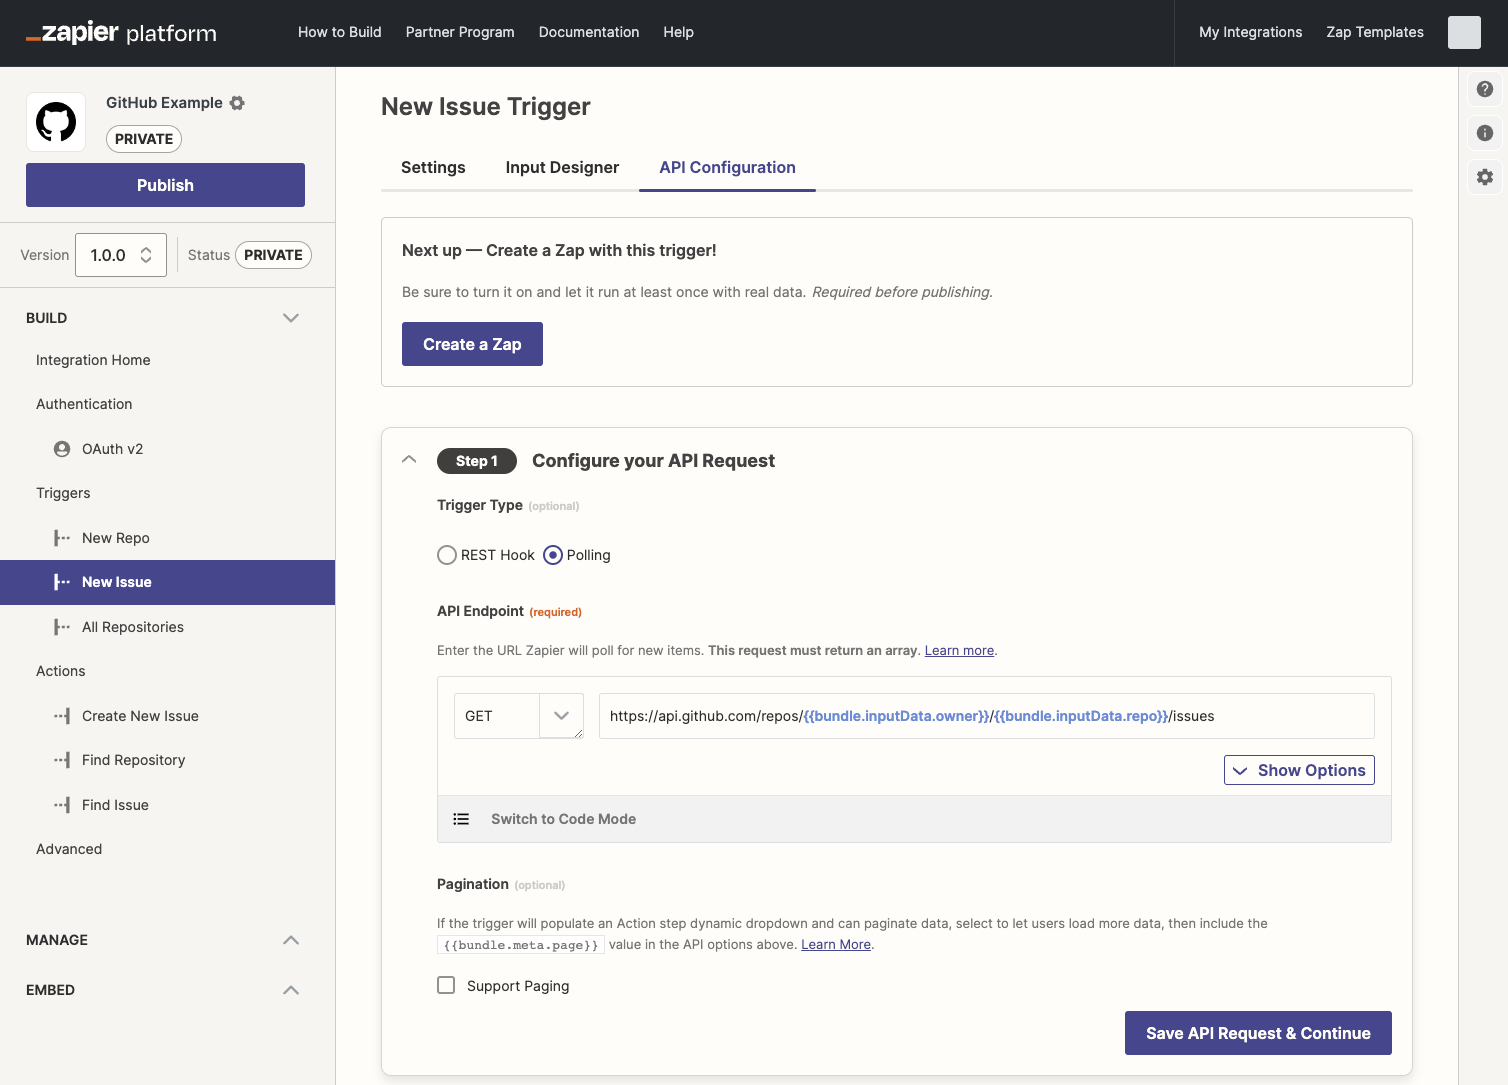 _zapier platform
How to Build
Partner Program
Documentation
Help
My Integrations
Zap Templates
GitHub Example
PRIVATE
Publish
Version
1.0.0
Status
PRIVATE
BUILD
Integration Home
Authentication
OAuth v2
Triggers
New Repo
New Issue
All Repositories
Actions
Create New Issue
Find Repository
Find Issue
Advanced
MANAGE
EMBED
New Issue Trigger
Settings
Input Designer
API Configuration
Next up — Create a Zap with this trigger!
Be sure to turn it on and let it run at least once with real data. Required before publishing.
Create a Zap
Step 1
Configure your API Request
Trigger Type (optional)
REST Hook
Polling
API Endpoint (required)
Enter the URL Zapier will poll for new items. This request must return an array. Learn more.
GET
https://api.github.com/repos/{{bundle.inputData.owner}}/{{bundle.inputData.repo}}/issues
Show Options
Switch to Code Mode
Pagination (optional)
If the trigger will populate an Action step dynamic dropdown and can paginate data, select to let users load more data, then include the
{{bundle.meta.page}} value in the API options above. Learn More.
Support Paging
Save API Request & Continue